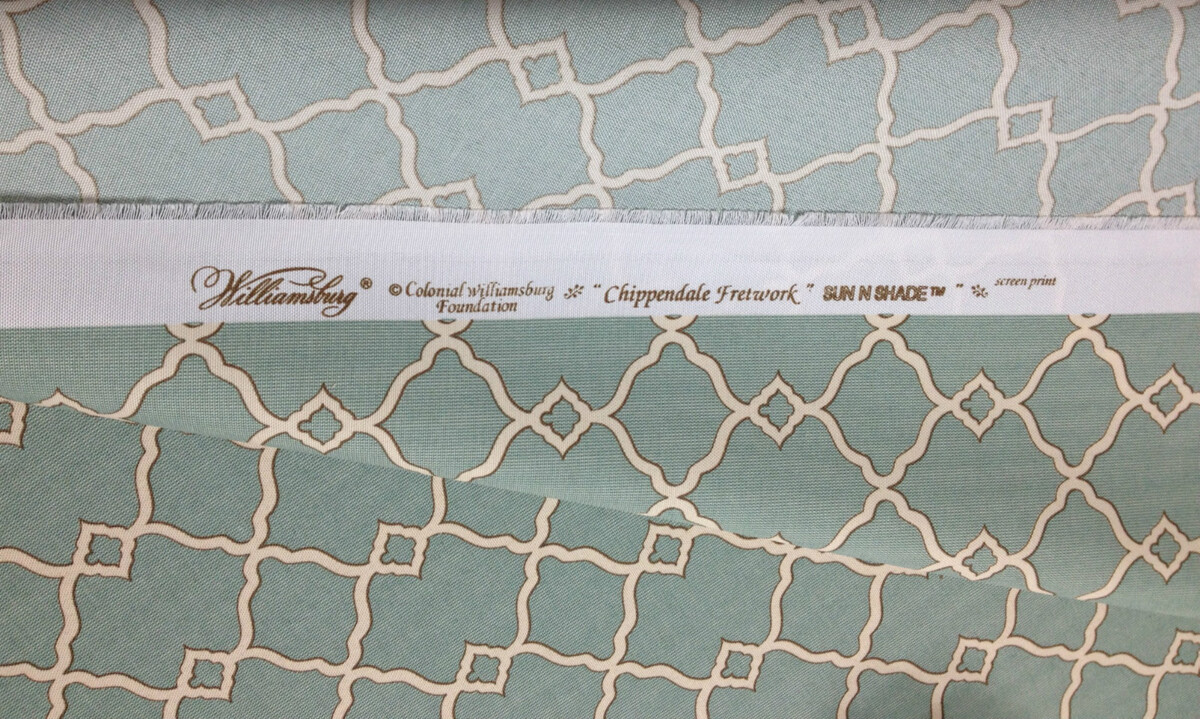 Williamsburg® © Colonial Williamsburg Foundation ❊ " Chippendale Fretwork " SUN N SHADE™ " ❊ screen print